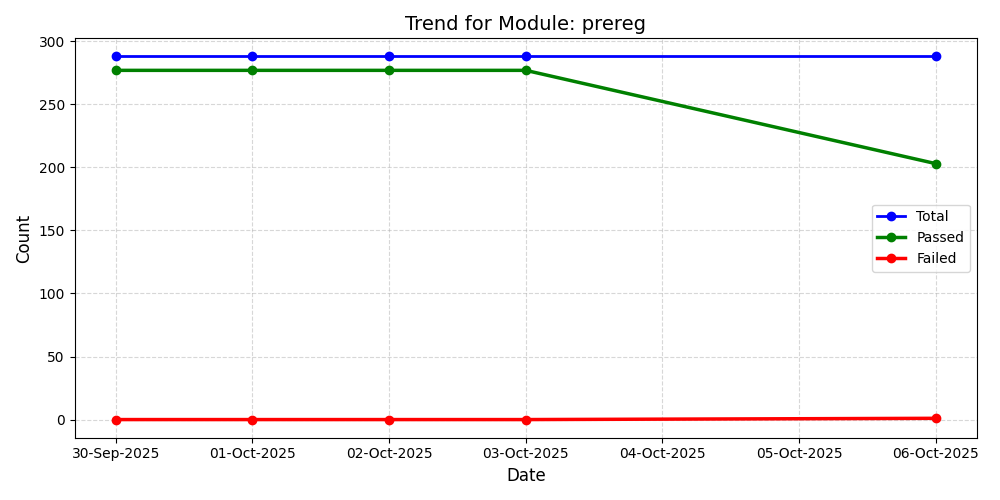 Trend for Module: prereg
300
250
200
150
100
50
0
Count
Total
Passed
Failed
30-Sep-2025 01-Oct-2025 02-Oct-2025 03-Oct-2025 04-Oct-2025 05-Oct-2025 06-Oct-2025
Date